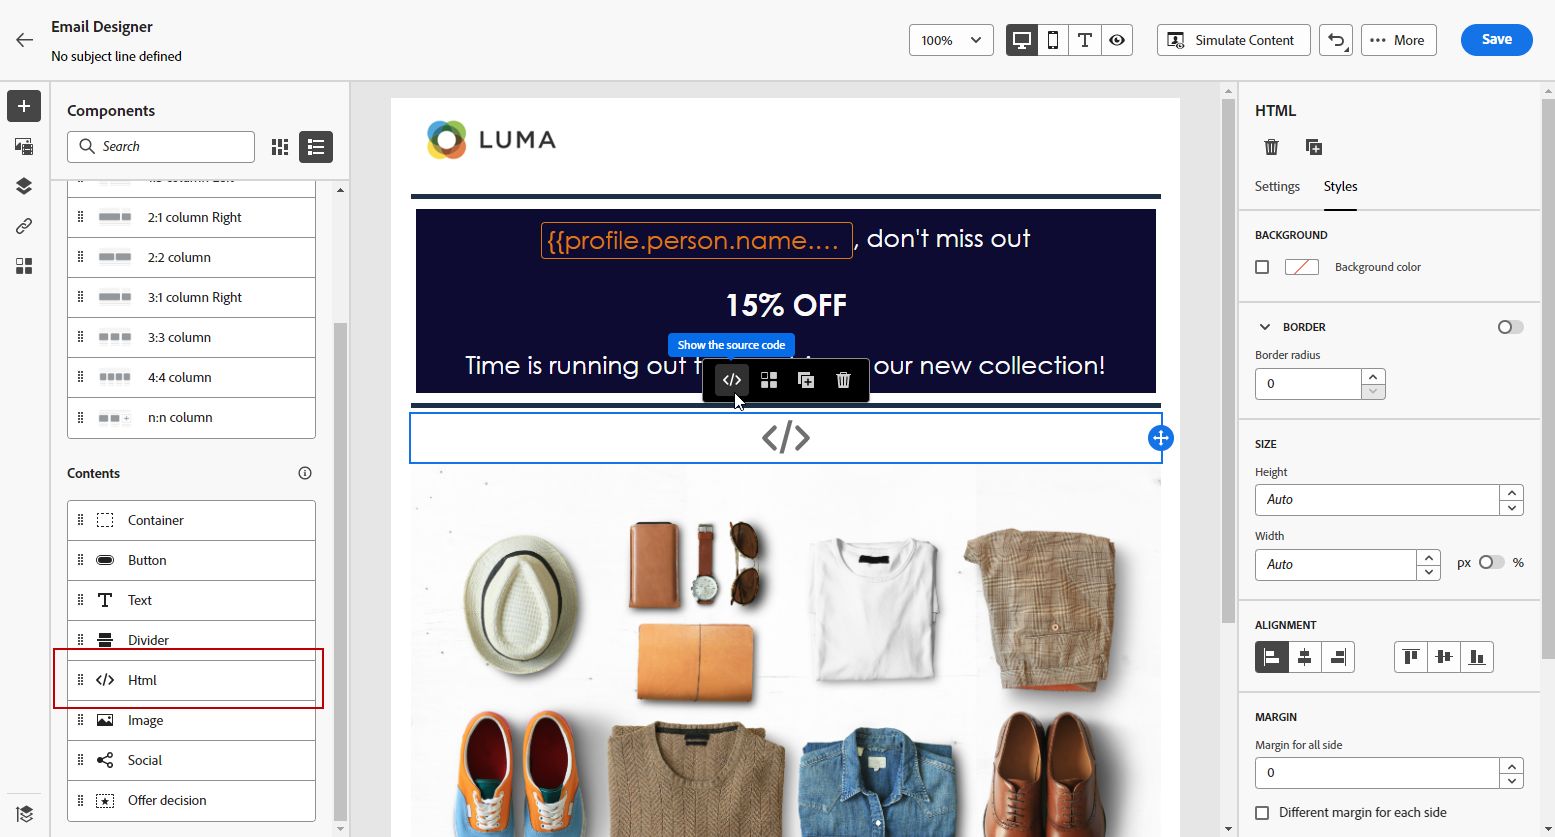 Email Designer
No subject line defined
100%
Simulate Content
More
Save
Components
Search
2:1 column Right
2:2 column
3:1 column Right
3:3 column
4:4 column
n:n column
Contents
Container
Button
Text
Divider
Html
Image
Social
Offer decision
LUMA
{{profile.person.name.... , don't miss out
15% OFF
Show the source code
Time is running out our new collection!
HTML
Settings
Styles
BACKGROUND
Background color
BORDER
Border radius
0
SIZE
Height
Auto
Width
Auto
px %
ALIGNMENT
MARGIN
Margin for all side
0
Different margin for each side